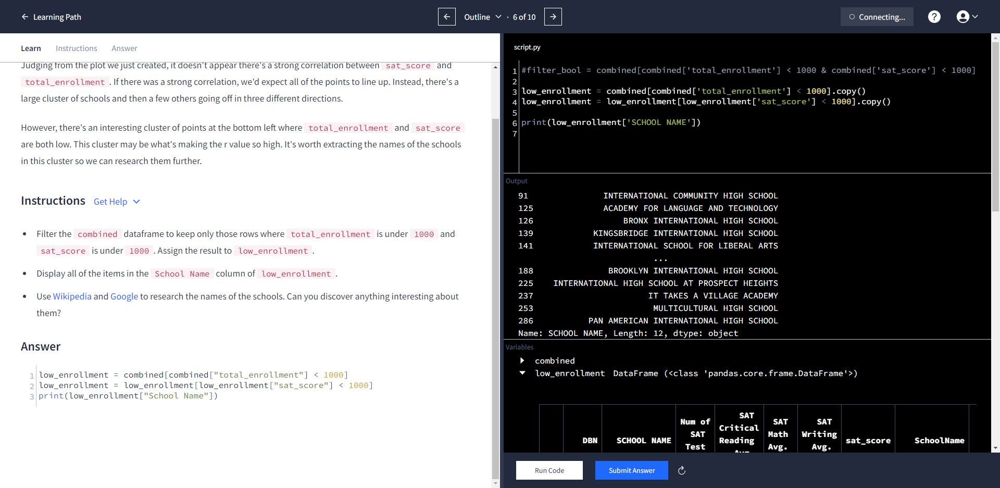 Learning Path
Outline · 6 of 10
Connecting...
Learn Instructions Answer
Judging from the plot we just created, it doesn't appear there's a strong correlation between sat_score and
total_enrollment . If there was a strong correlation, we'd expect all of the points to line up. Instead, there's a
large cluster of schools and then a few others going off in three different directions.
However, there's an interesting cluster of points at the bottom left where total_enrollment and sat_score
are both low. This cluster may be what's making the r value so high. It's worth extracting the names of the schools
in this cluster so we can research them further.
Instructions Get Help
• Filter the combined dataframe to keep only those rows where total_enrollment is under 1000 and
sat_score is under 1000 . Assign the result to low_enrollment .
• Display all of the items in the School Name column of low_enrollment .
• Use Wikipedia and Google to research the names of the schools. Can you discover anything interesting about
them?
Answer
1 low_enrollment = combined[combined["total_enrollment"] < 1000]
2 low_enrollment = low_enrollment[low_enrollment["sat_score"] < 1000]
3 print(low_enrollment["School Name"])
script.py
1 #filter_bool = combined[combined['total_enrollment'] < 1000 & combined['sat_score'] < 1000]
2
3 low_enrollment = combined[combined['total_enrollment'] < 1000].copy()
4 low_enrollment = low_enrollment[low_enrollment['sat_score'] < 1000].copy()
5
6 print(low_enrollment['SCHOOL NAME'])
7
Output
91 INTERNATIONAL COMMUNITY HIGH SCHOOL
125 ACADEMY FOR LANGUAGE AND TECHNOLOGY
126 BRONX INTERNATIONAL HIGH SCHOOL
139 KINGSBRIDGE INTERNATIONAL HIGH SCHOOL
141 INTERNATIONAL SCHOOL FOR LIBERAL ARTS
...
188 BROOKLYN INTERNATIONAL HIGH SCHOOL
225 INTERNATIONAL HIGH SCHOOL AT PROSPECT HEIGHTS
237 IT TAKES A VILLAGE ACADEMY
253 MULTICULTURAL HIGH SCHOOL
286 PAN AMERICAN INTERNATIONAL HIGH SCHOOL
Name: SCHOOL NAME, Length: 12, dtype: object
Variables
combined
low_enrollment DataFrame (<class 'pandas.core.frame.DataFrame'>)
DBN
SCHOOL NAME
Num of
SAT
Test
SAT
Critical
Reading
Avg.
SAT
Math
Avg.
SAT
Writing
Avg.
sat_score
SchoolName
Run Code
Submit Answer